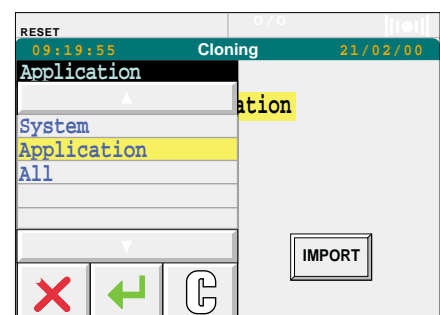 0/0
RESET
09:19:55 Cloning 21/02/00
Application
ation
System
Application
All
IMPORT
C